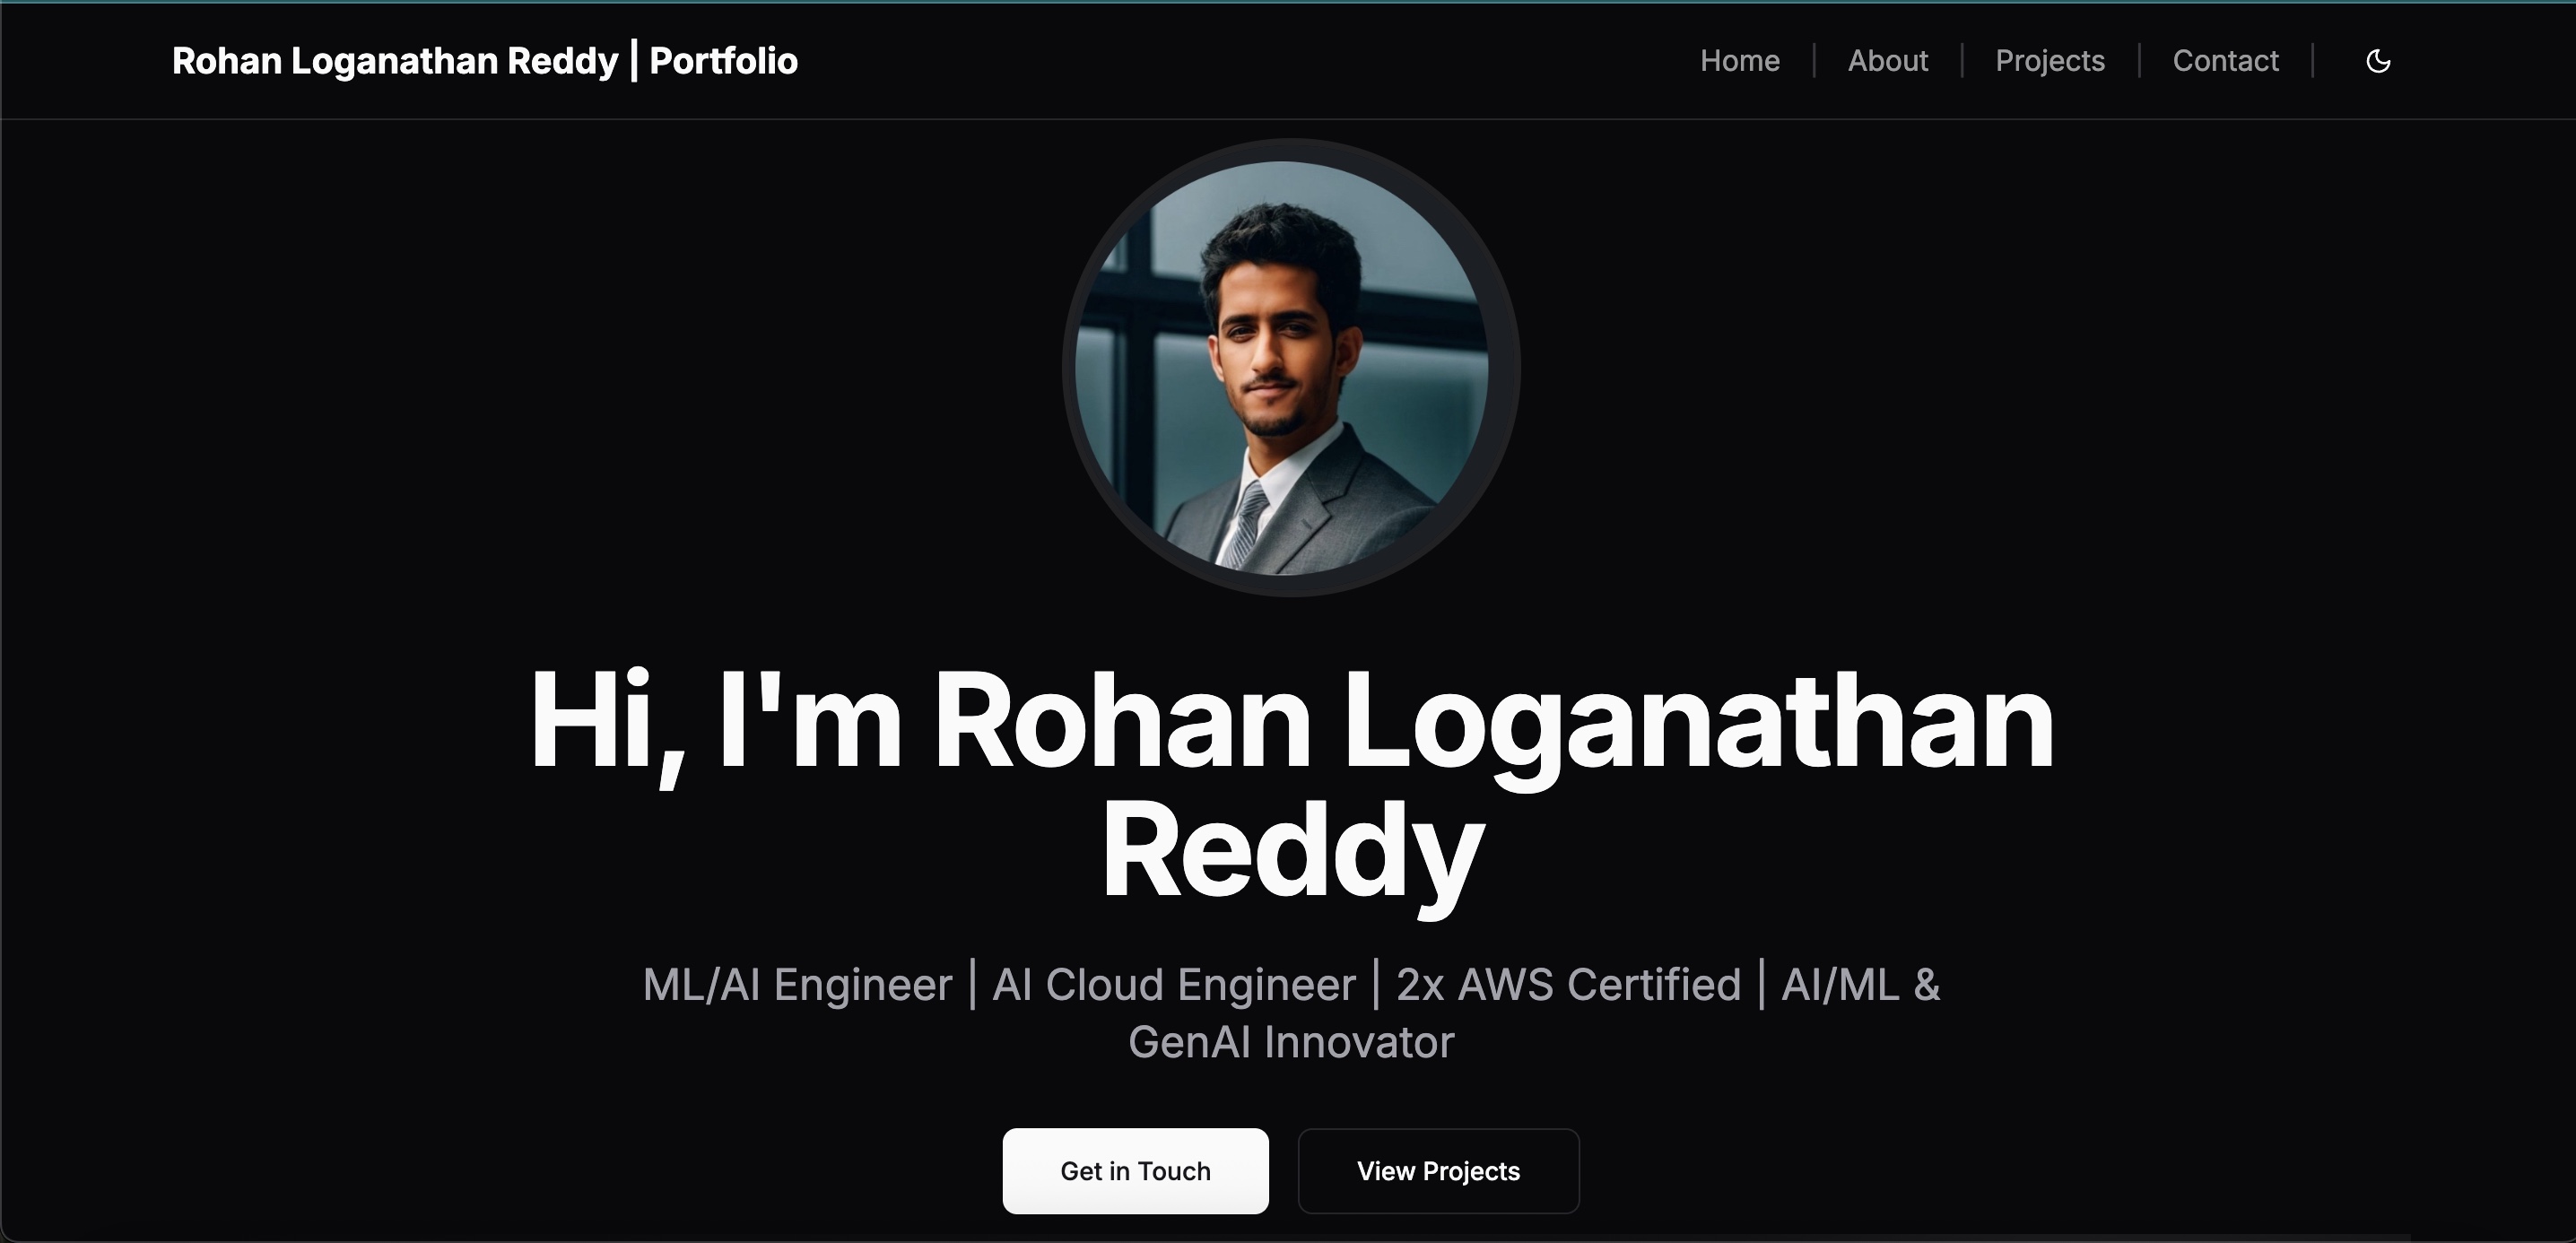 Rohan Loganathan Reddy | Portfolio
Home | About | Projects | Contact |
Hi, I'm Rohan Loganathan
Reddy
ML/AI Engineer | AI Cloud Engineer | 2x AWS Certified | AI/ML &
GenAI Innovator
Get in Touch
View Projects